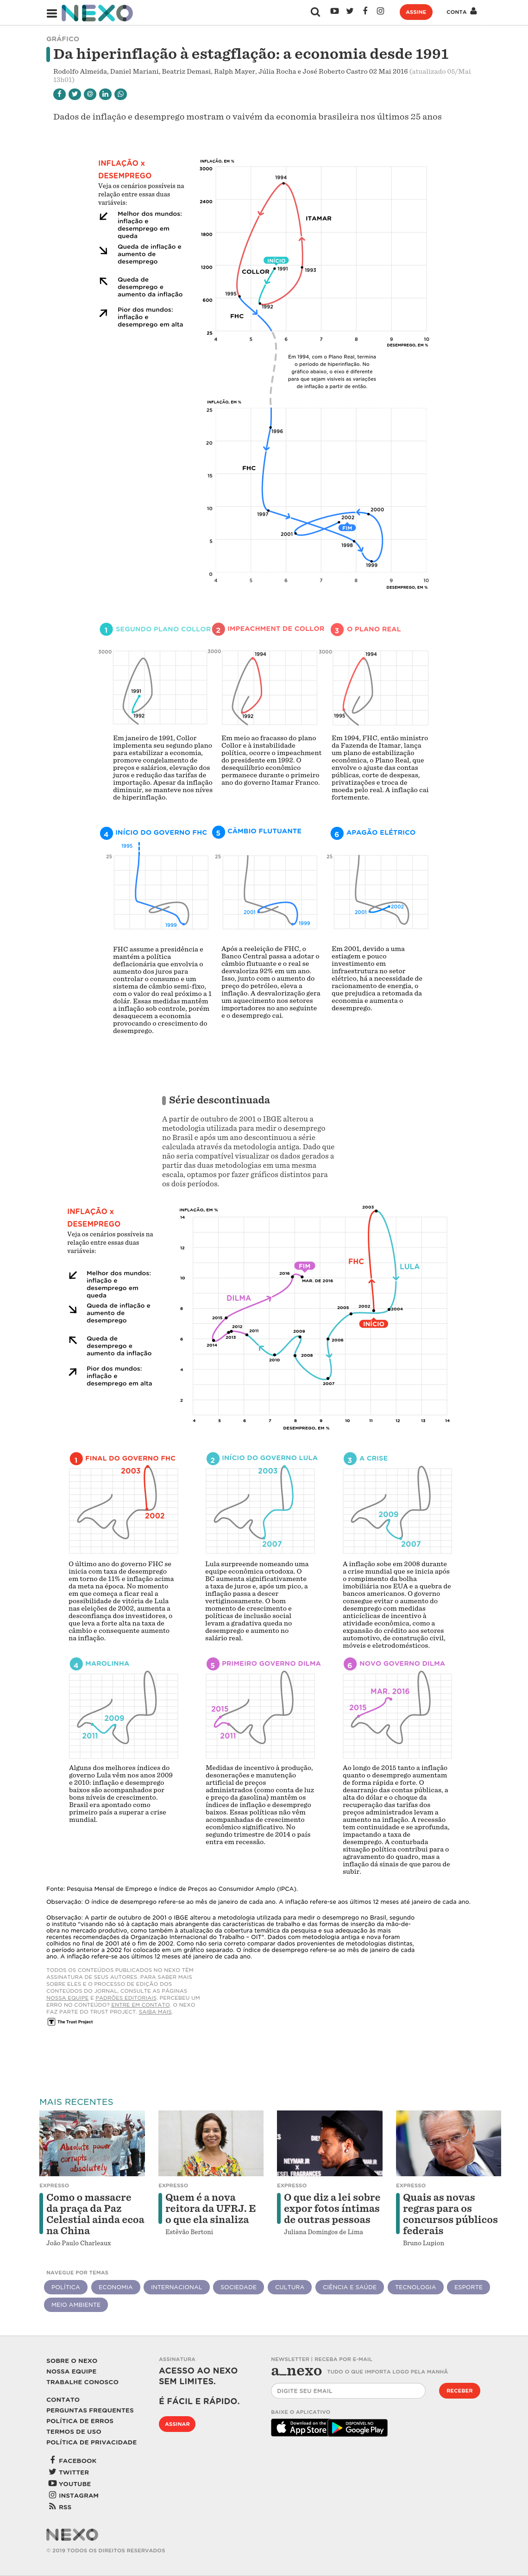 NEXO
ASSINE
CONTA
GRÁFICO
Da hiperinflação à estagflação: a economia desde 1991
Rodolfo Almeida, Daniel Mariani, Beatriz Demasi, Ralph Mayer, Júlia Rocha e José Roberto Castro 02 Mai 2016 (atualizado 03/Mai
13h01)
Dados de inflação e desemprego mostram o vaivém da economia brasileira nos últimos 25 anos
INFLAÇÃO x
DESEMPREGO
Veja os cenários possíveis na
relação entre essas duas
variáveis:
Melhor dos mundos:
inflação e
desemprego em
queda
Queda de inflação e
aumento de
desemprego
Queda de
desemprego e
aumento da inflação
Pior dos mundos:
inflação e
desemprego em alta
INFLAÇÃO, EM %
3000
2400
1800
1200
600
25
4 5 6 7 8 9 10
DESEMPREGO, EM %
1994
ITAMAR
INÍCIO
COLLOR
1991
1993
1995
1992
FHC
Em 1994, com o Plano Real, termina
o período de hiperinflação. No
gráfico abaixo, o eixo é diferente
para que sejam visíveis as variações
de inflação a partir de então.
INFLAÇÃO, EM %
25
20
15
10
5
0
4 5 6 7 8 9 10
DESEMPREGO, EM %
1996
FHC
1997
2002
2000
FIM
2001
1998
1999
1 SEGUNDO PLANO COLLOR
3000
1991
1992
Em janeiro de 1991, Collor
implementa seu segundo plano
para estabilizar a economia,
promove congelamento de
preços e salários, elevação dos
juros e redução das tarifas de
importação. Apesar da inflação
diminuir, se manteve nos níves
de hiperinflação.
2 IMPEACHMENT DE COLLOR
3000
1994
1992
Em meio ao fracasso do plano
Collor e à instabilidade
política, ocorre o impeachment
do presidente em 1992. O
desequilíbrio econômico
permanece durante o primeiro
ano do governo Itamar Franco.
3 O PLANO REAL
3000
1994
1995
Em 1994, FHC, então ministro
da Fazenda de Itamar, lança
um plano de estabilização
econômica, o Plano Real, que
envolve o ajuste das contas
públicas, corte de despesas,
privatizações e troca de
moeda pelo real. A inflação cai
fortemente.
4 INÍCIO DO GOVERNO FHC
1995
25
1999
FHC assume a presidência e
mantém a política
deflacionária que envolvia o
aumento dos juros para
controlar o consumo e um
sistema de câmbio semi-fixo,
com o valor do real próximo a 1
dolár. Essas medidas mantêm
a inflação sob controle, porém
desaquecem a economia
provocando o crescimento do
desemprego.
5 CÂMBIO FLUTUANTE
25
2001
1999
Após a reeleição de FHC, o
Banco Central passa a adotar o
câmbio flutuante e o real se
desvaloriza 92% em um ano.
Isso, junto com o aumento do
preço do petróleo, eleva a
inflação. A desvalorização gera
um aquecimento nos setores
importadores no ano seguinte
e o desemprego cai.
6 APAGÃO ELÉTRICO
25
2001
2002
Em 2001, devido a uma
estiagem e pouco
investimento em
infraestrutura no setor
elétrico, há a necessidade de
racionamento de energia, o
que prejudica a retomada da
economia e aumenta o
desemprego.
Série descontinuada
A partir de outubro de 2001 o IBGE alterou a
metodologia utilizada para medir o desemprego
no Brasil e após um ano descontinuou a série
calculada através da metodologia antiga. Dado que
não seria compatível visualizar os dados gerados a
partir das duas metodologias em uma mesma
escala, optamos por fazer gráficos distintos para
os dois períodos.
INFLAÇÃO x
DESEMPREGO
Veja os cenários possíveis na
relação entre essas duas
variáveis:
Melhor dos mundos:
inflação e
desemprego em
queda
Queda de inflação e
aumento de
desemprego
Queda de
desemprego e
aumento da inflação
Pior dos mundos:
inflação e
desemprego em alta
INFLAÇÃO, EM %
14
12
10
8
6
4
2
4 5 6 7 8 9 10 11 12 13 14
DESEMPREGO, EM %
2003
FHC
LULA
FIM
2016
MAR. DE 2016
DILMA
2005
2002
2004
INÍCIO
2015
2012
2013
2011
2009
2006
2014
2010
2008
2007
1 FINAL DO GOVERNO FHC
2003
2002
O último ano do governo FHC se
inicia com taxa de desemprego
em torno de 11% e inflação acima
da meta na época. No momento
em que começa a ficar claro a
possibilidade de vitória de Lula
nas eleições de 2002, aumenta a
desconfiança dos investidores, o
que leva a forte alta na taxa de
câmbio e consequente aumento
na inflação.
2 INÍCIO DO GOVERNO LULA
2003
2007
Lula surpreende nomeando uma
equipe econômica ortodoxa. O
BC aumenta significativamente
a taxa de juros e, após um pico, a
inflação passa a descer
vertiginosamente. O bom
momento de crescimento e
políticas de inclusão social
levam a gradativa queda no
desemprego e aumento no
salário real.
3 A CRISE
2009
2007
A inflação sobe em 2008 durante
a crise mundial que se inicia após
o rompimento da bolha
imobiliária nos EUA e a quebra de
bancos americanos. O governo
consegue evitar o aumento do
desemprego com medidas
anticíclicas de incentivo à
atividade econômica, como a
expansão do crédito aos setores
automotivo, de construção civil,
móveis e eletrodomésticos.
4 MAROLINHA
2009
2011
Alguns dos melhores índices do
governo Lula vêm nos anos 2009
e 2010: inflação e desemprego
baixos são acompanhados por
bons níveis de crescimento.
Brasil era apostado como
primeiro país a superar a crise
mundial.
5 PRIMEIRO GOVERNO DILMA
2015
2011
Medidas de incentivo à produção,
desonerações e manutenção
artificial de preços
administrados (como conta de luz
e preço da gasolina) mantêm os
índices de inflação e desemprego
baixos. Essas políticas não vêm
acompanhadas de crescimento
econômico significativo. No
segundo trimestre de 2014 o país
entra em recessão.
6 NOVO GOVERNO DILMA
MAR. 2016
2015
Ao longo de 2015 tanto a inflação
quanto o desemprego aumentam
de forma rápida e forte. O
desarranjo das contas públicas, a
alta do dólar e o choque da
recuperação das tarifas dos
preços administrados levam a
aumento na inflação. A recessão
tem continuidade e se aprofunda,
impactando a taxa de
desemprego. A conturbada
situação política contribui para o
agravamento do quadro, mas a
inflação dá sinais de que parou de
subir.
Fonte: Pesquisa Mensal de Emprego e Índice de Preços ao Consumidor Amplo (IPCA).
Observação: O índice de desemprego refere-se ao mês de janeiro de cada ano. A inflação refere-se aos últimos 12 meses até janeiro de cada ano.
Observação: A partir de outubro de 2001 o IBGE alterou a metodologia utilizada para medir o desemprego no Brasil, segundo
o instituto "visando não só à captação mais abrangente das características de trabalho e das formas de inserção da mão-de-
obra no mercado produtivo, como também à atualização da cobertura temática da pesquisa e sua adequação às mais
recentes recomendações da Organização Internacional do Trabalho – OIT". Dados com metodologia antiga e nova foram
colhidos no final de 2001 até o fim de 2002. Como não seria correto comparar dados provenientes de metodologias distintas,
o período anterior a 2002 foi colocado em um gráfico separado. O índice de desemprego refere-se ao mês de janeiro de cada
ano. A inflação refere-se aos últimos 12 meses até janeiro de cada ano.
TODOS OS CONTEÚDOS PUBLICADOS NO NEXO TÊM
ASSINATURA DE SEUS AUTORES. PARA SABER MAIS
SOBRE ELES E O PROCESSO DE EDIÇÃO DOS
CONTEÚDOS DO JORNAL, CONSULTE AS PÁGINAS
NOSSA EQUIPE E PADRÕES EDITORIAIS. PERCEBEU UM
ERRO NO CONTEÚDO? ENTRE EM CONTATO. O NEXO
FAZ PARTE DO TRUST PROJECT. SAIBA MAIS.
The Trust Project
MAIS RECENTES
Absolute power
corrupts
absolutely
EXPRESSO
Como o massacre
da praça da Paz
Celestial ainda ecoa
na China
João Paulo Charleaux
EXPRESSO
Quem é a nova
reitora da UFRJ. E
o que ela sinaliza
Estêvão Bertoni
EXPRESSO
O que diz a lei sobre
expor fotos íntimas
de outras pessoas
Juliana Domingos de Lima
EXPRESSO
Quais as novas
regras para os
concursos públicos
federais
Bruno Lupion
NAVEGUE POR TEMAS
POLÍTICA
ECONOMIA
INTERNACIONAL
SOCIEDADE
CULTURA
CIÊNCIA E SAÚDE
TECNOLOGIA
ESPORTE
MEIO AMBIENTE
SOBRE O NEXO
NOSSA EQUIPE
TRABALHE CONOSCO
CONTATO
PERGUNTAS FREQUENTES
POLÍTICA DE ERROS
TERMOS DE USO
POLÍTICA DE PRIVACIDADE
FACEBOOK
TWITTER
YOUTUBE
INSTAGRAM
RSS
ASSINATURA
ACESSO AO NEXO
SEM LIMITES.
É FÁCIL E RÁPIDO.
ASSINAR
NEWSLETTER | RECEBA POR E-MAIL
a_nexo TUDO O QUE IMPORTA LOGO PELA MANHÃ
DIGITE SEU EMAIL
RECEBER
BAIXE O APLICATIVO
Download on the
App Store
DISPONÍVEL NO
Google Play
NEXO
© 2019 TODOS OS DIREITOS RESERVADOS